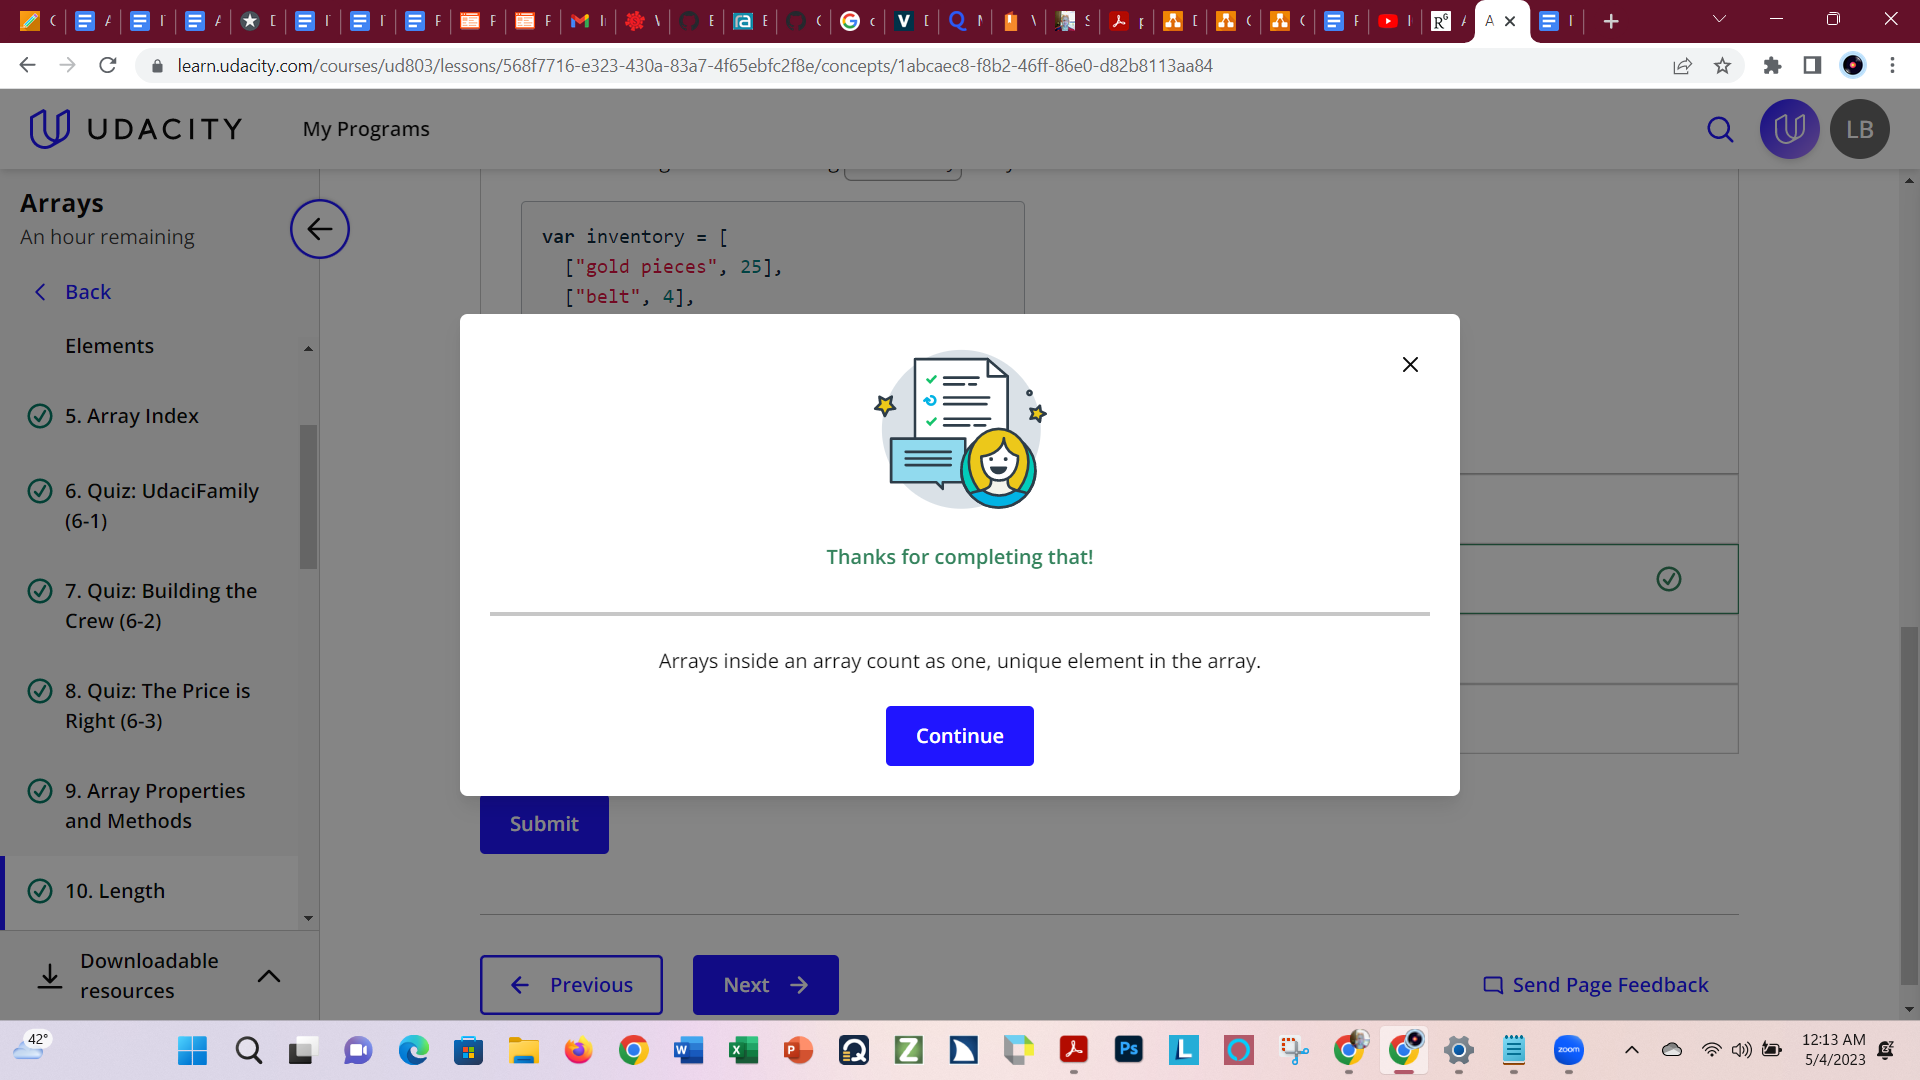 learn.udacity.com/courses/ud803/lessons/568f7716-e323-430a-83a7-4f65ebfc2f8e/concepts/1abcaec8-f8b2-46ff-86e0-d82b8113aa84
UDACITY
My Programs
LB
Arrays
An hour remaining
Back
Elements
5. Array Index
6. Quiz: UdaciFamily
(6-1)
7. Quiz: Building the
Crew (6-2)
8. Quiz: The Price is
Right (6-3)
9. Array Properties
and Methods
10. Length
Downloadable
resources
var inventory = [
["gold pieces", 25],
["belt", 4],
Thanks for completing that!
Arrays inside an array count as one, unique element in the array.
Continue
Submit
Previous
Next
Send Page Feedback
42°
zoom
12:13 AM
5/4/2023